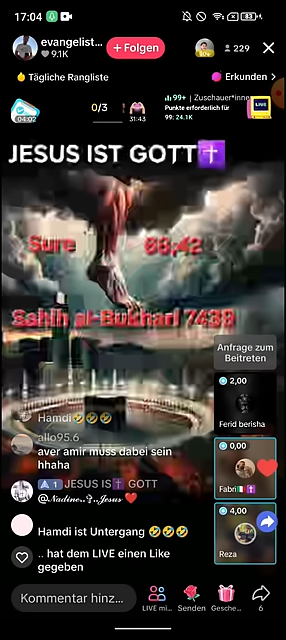 17:04
83
evangelist...
9.1K
+ Folgen
229
Tägliche Rangliste
Erkunden >
04:02
0/3
31:43
99+ | Zuschauer*inne
Punkte erforderlich für
99: 24,1K
LIVE
JESUS IST GOTT✝️
Sure 68:42
Sahih al-Bukhari 7439
Anfrage zum
Beitreten
2,00
Ferid berisha
0,00
Fabri🇮🇹 ✝️
4,00
Reza
Hamdi🤣🤣🤣
allo95.6
aver amir muss dabei sein
hhaha
1 JESUS IS✝️ GOTT
Hamdi ist Untergang 🤣🤣🤣
.. hat dem LIVE einen Like
gegeben
Kommentar hinz...
LIVE mi...
Senden
Gesche...
6